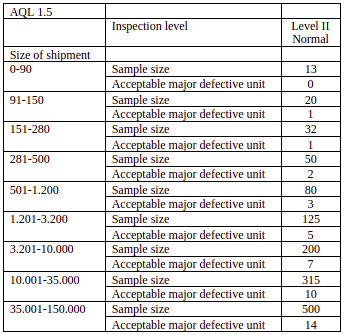 AQL 1.5
Inspection level Level II
Normal
Size of shipment
0-90 Sample size 13
Acceptable major defective unit 0
91-150 Sample size 20
Acceptable major defective unit 1
151-280 Sample size 32
Acceptable major defective unit 1
281-500 Sample size 50
Acceptable major defective unit 2
501-1.200 Sample size 80
Acceptable major defective unit 3
1.201-3.200 Sample size 125
Acceptable major defective unit 5
3.201-10.000 Sample size 200
Acceptable major defective unit 7
10.001-35.000 Sample size 315
Acceptable major defective unit 10
35.001-150.000 Sample size 500
Acceptable major defective unit 14